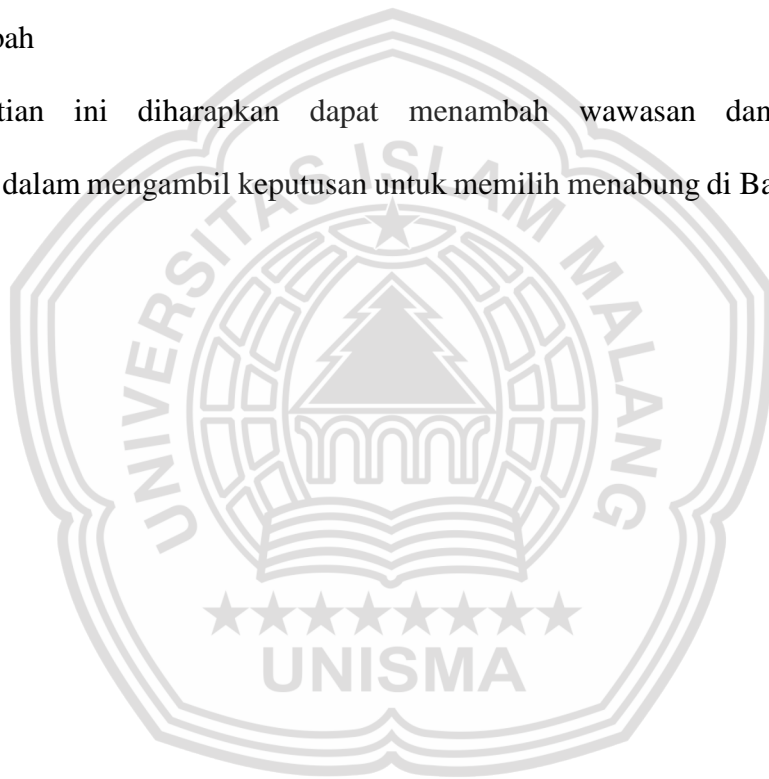 bah
tian ini diharapkan dapat menambah wawasan dan
dalam mengambil keputusan untuk memilih menabung di Ba
UNIVERSITAS ISLAM MALANG
UNISMA